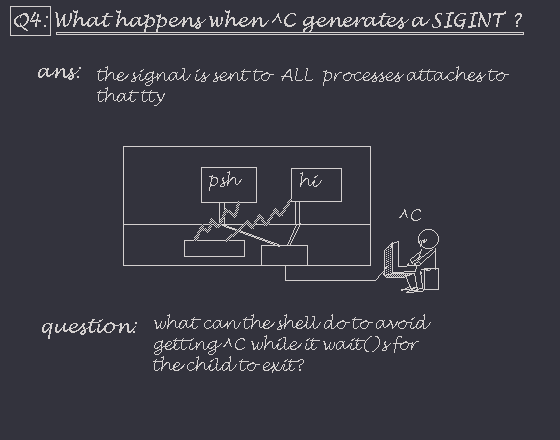 Q4: What happens when ^C generates a SIGINT ?
ans: the signal is sent to ALL processes attaches to
that tty
psh
hi
^C
question: what can the shell do to avoid
getting ^C while it wait()s for
the child to exit?